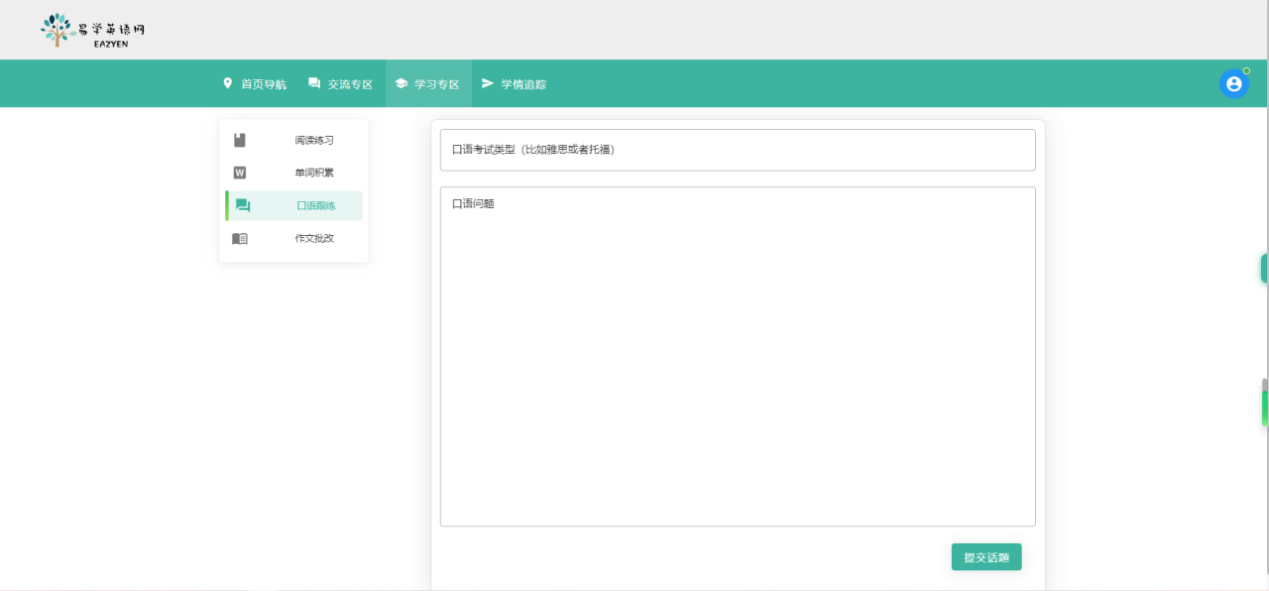 易学英语网
EAZYEN
首页导航 交流专区 学习专区 学情追踪
阅读练习
W 单词积累
口语跟练
作文批改
口语考试类型（比如雅思或者托福）
口语问题
提交话题